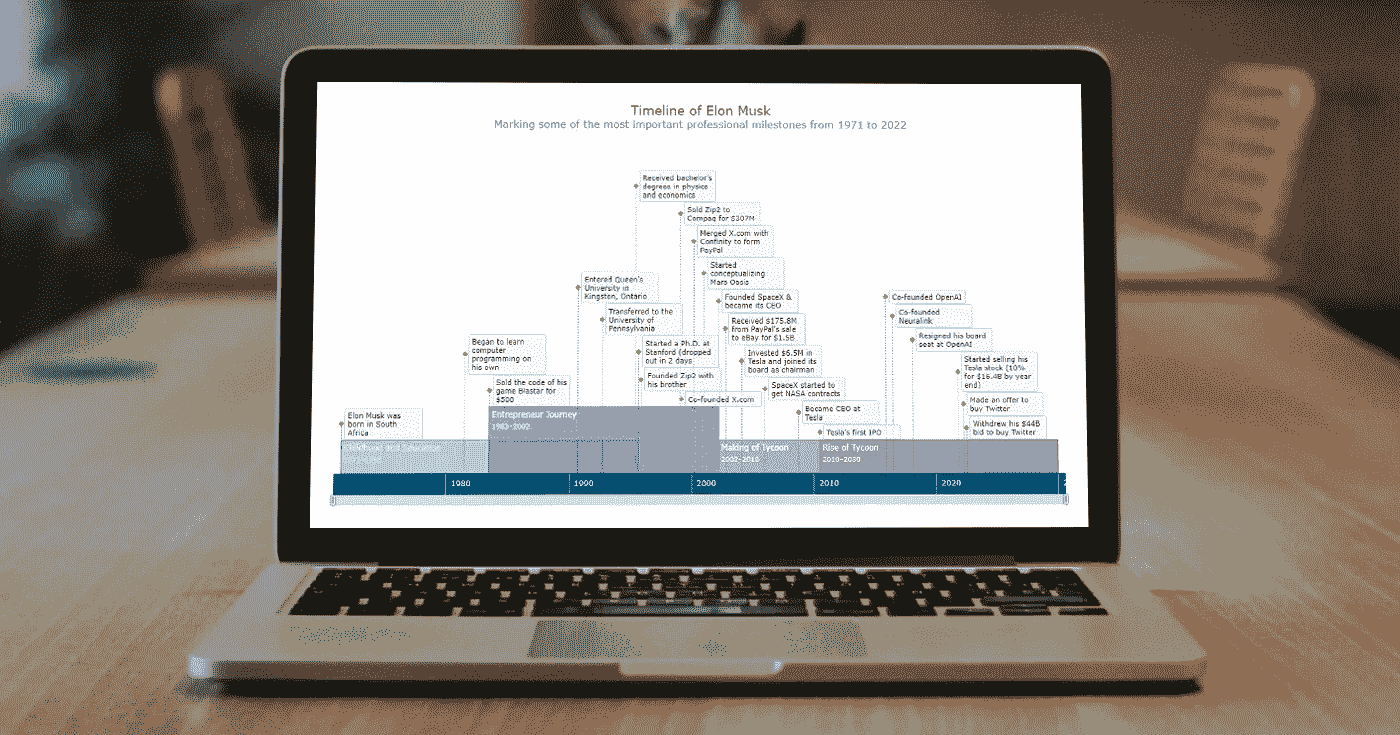 Timeline of Elon Musk
Marking some of the most important professional milestones from 1971 to 2022
Elon Musk was
born in South
Africa
Began to learn
computer
programming on
his own
Sold the code of his
game Blastar for
$500
Entered Queen's
University in
Kingston, Ontario
Transferred to the
University of
Pennsylvania
Received bachelor's
degrees in physics
and economics
Started a Ph.D. at
Stanford (dropped
out in 2 days
Founded Zip2 with
his brother
Sold Zip2 to
Compaq for $307M
Co-founded X.com
Merged X.com with
Confinity to form
PayPal
Started
conceptualizing
Mars Oasis
Founded SpaceX &
became its CEO
Received $175.8M
from PayPal's sale
to eBay for $1.5B
Invested $6.5M in
Tesla and joined its
board as chairman
SpaceX started to
get NASA contracts
Became CEO at
Tesla
Tesla's first IPO
Co-founded OpenAI
Co-founded
Neuralink
Resigned his board
seat at OpenAI
Started selling his
Tesla stock (10%
for $16.4B by year
end)
Made an offer to
buy Twitter
Withdrew his $44B
bid to buy Twitter
Entrepreneur Journey
1983-2002
Making of Tycoon
2002-2010
Rise of Tycoon
2010-2030
1980
1990
2000
2010
2020